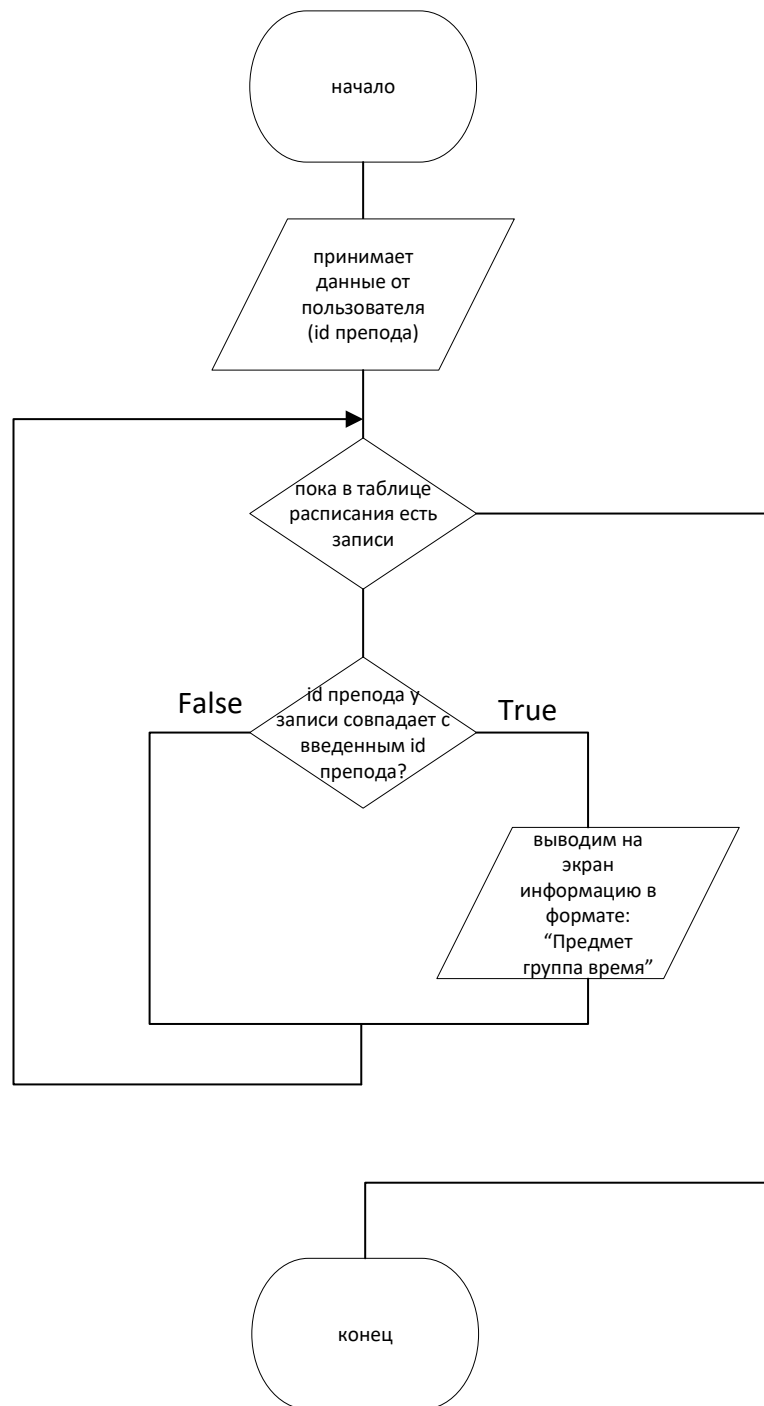 начало
принимает
данные от
пользователя
(id препода)
пока в таблице
расписания есть
записи
False
id препода у
записи совпадает с
введенным id
препода?
True
выводим на
экран
информацию в
формате:
“Предмет
группа время”
конец